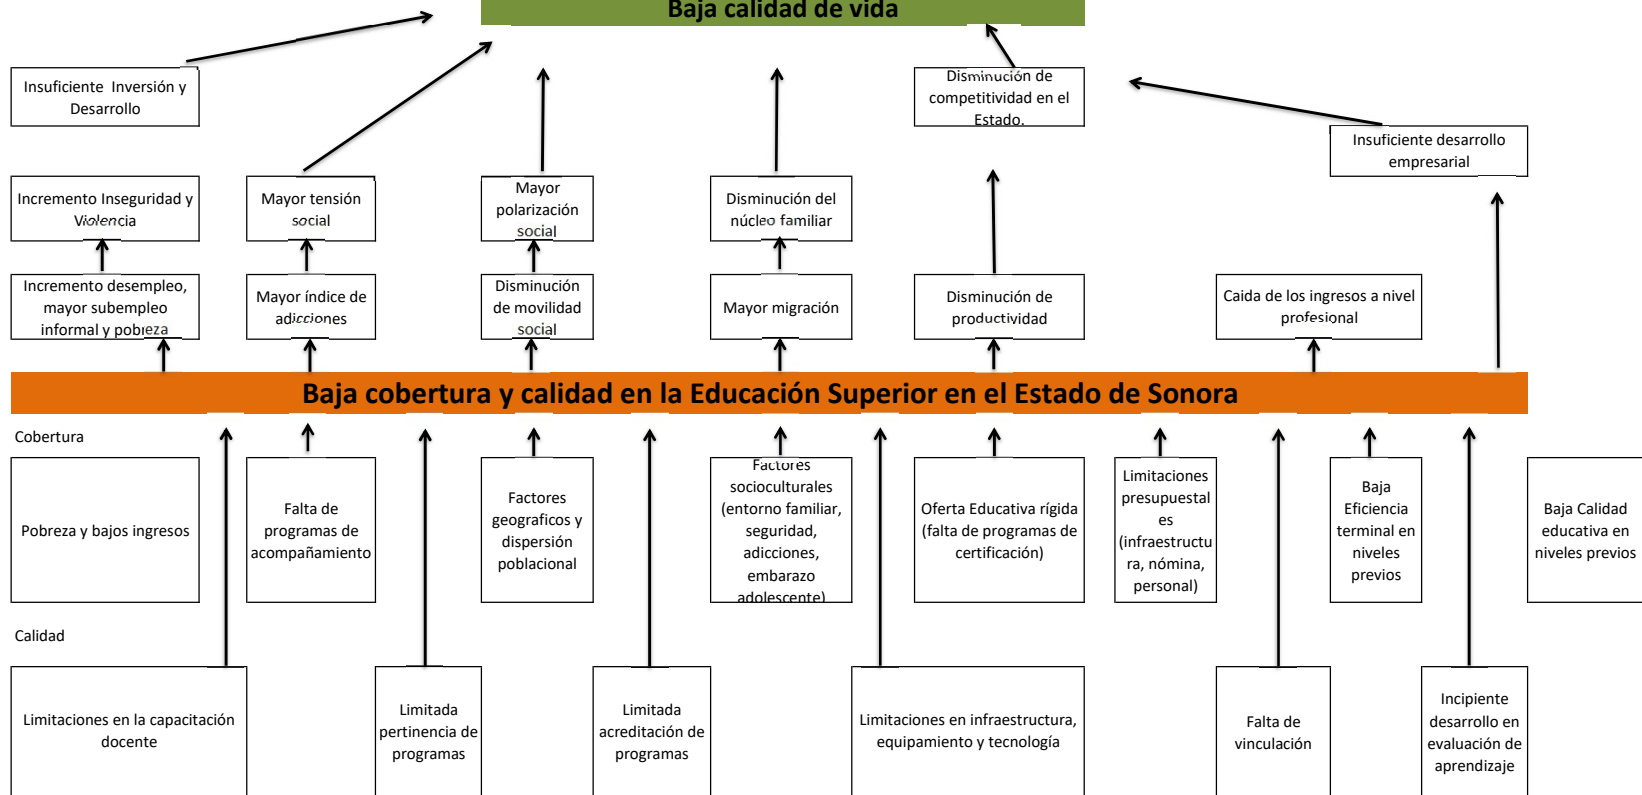 Baja calidad de vida
Insuficiente Inversión y
Desarrollo
Disminución de
competitividad en el
Estado.
Insuficiente desarrollo
empresarial
Incremento Inseguridad y
Violencia
Mayor tensión
social
Mayor
polarización
social
Disminución del
núcleo familiar
Incremento desempleo,
mayor subempleo
informal y pobreza
Mayor índice de
adicciones
Disminución
de movilidad
social
Mayor migración
Disminución de
productividad
Caida de los ingresos a nivel
profesional
Baja cobertura y calidad en la Educación Superior en el Estado de Sonora
Cobertura
Pobreza y bajos ingresos
Falta de
programas de
acompañamiento
Factores
geograficos y
dispersión
poblacional
Factores
socioculturales
(entorno familiar,
seguridad,
adicciones,
embarazo
adolescente)
Oferta Educativa rígida
(falta de programas de
certificación)
Limitaciones
presupuestal
es
(infraestructu
ra, nómina,
personal)
Baja
Eficiencia
terminal en
niveles
previos
Baja Calidad
educativa en
niveles previos
Calidad
Limitaciones en la capacitación
docente
Limitada
pertinencia de
programas
Limitada
acreditación de
programas
Limitaciones en infraestructura,
equipamiento y tecnología
Falta de
vinculación
Incipiente
desarrollo en
evaluación de
aprendizaje